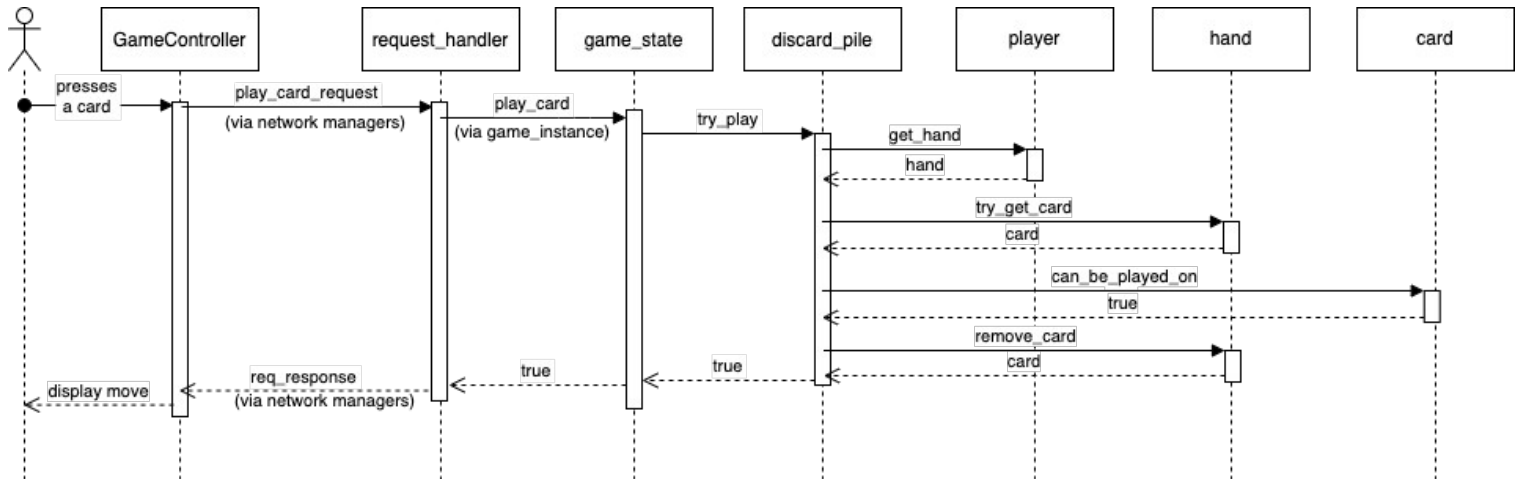 GameController
request_handler
game_state
discard_pile
player
hand
card
presses
a card
play_card_request
(via network managers)
play_card
(via game_instance)
try_play
get_hand
hand
try_get_card
card
can_be_played_on
true
remove_card
card
true
true
req_response
(via network managers)
display move